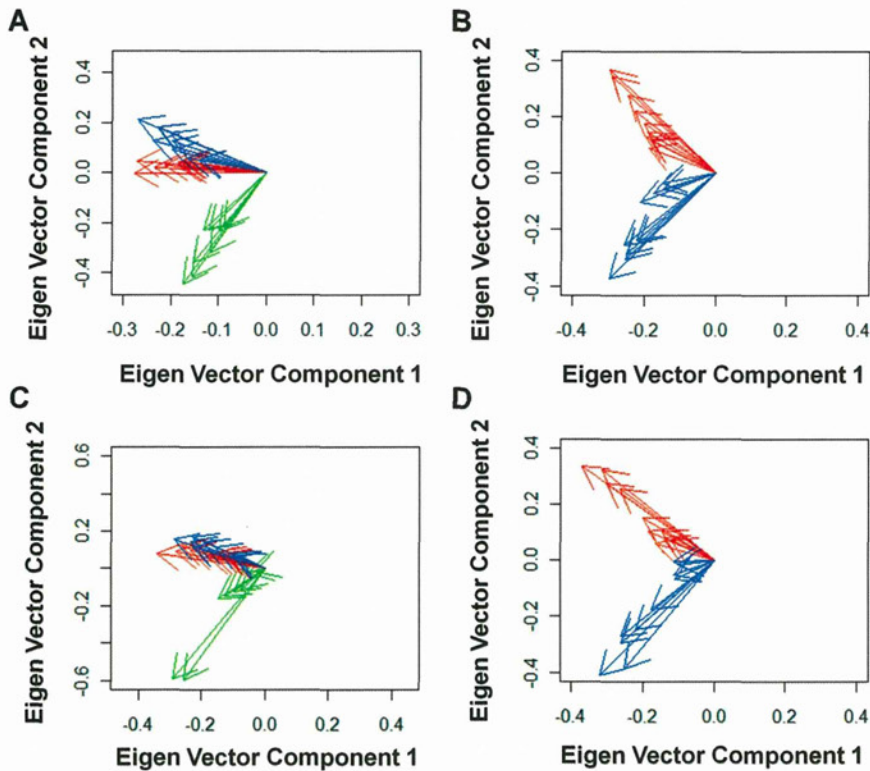 A
B
Eigen Vector Component 2
0.4
0.2
0.0
-0.2
-0.4
-0.3 -0.2 -0.1 0.0 0.1 0.2 0.3
Eigen Vector Component 1
Eigen Vector Component 2
0.4
0.2
0.0
-0.2
-0.4
-0.4 -0.2 0.0 0.2 0.4
Eigen Vector Component 1
C
D
Eigen Vector Component 2
0.6
0.2
-0.2
-0.6
-0.4 -0.2 0.0 0.2 0.4
Eigen Vector Component 1
Eigen Vector Component 2
0.4
0.2
0.0
-0.2
-0.4
-0.4 -0.2 0.0 0.2 0.4
Eigen Vector Component 1